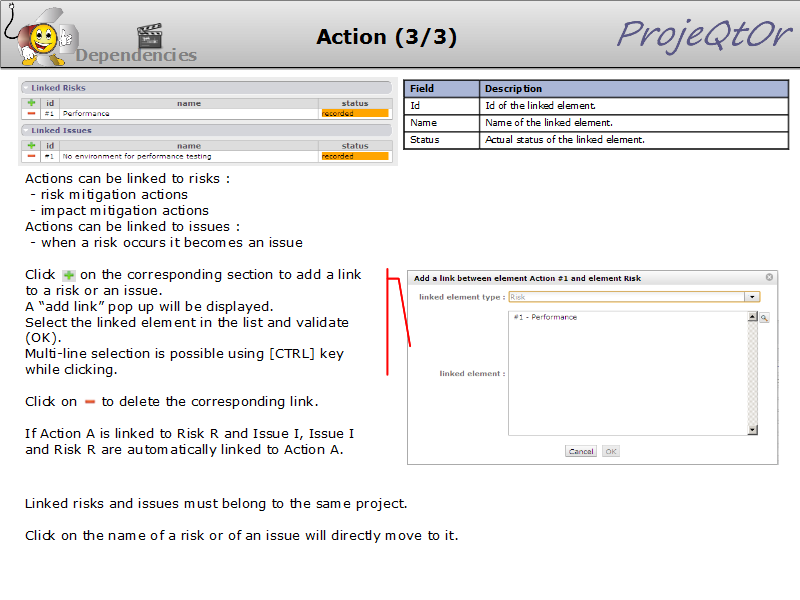 Dependencies
Action (3/3)
ProjeQtOr
Linked Risks
id name status
#1 Performance recorded
Linked Issues
id name status
#1 No environment for performance testing recorded
Field Description
Id Id of the linked element.
Name Name of the linked element.
Status Actual status of the linked element.
Actions can be linked to risks :
- risk mitigation actions
- impact mitigation actions
Actions can be linked to issues :
- when a risk occurs it becomes an issue
Click on the corresponding section to add a link
to a risk or an issue.
A “add link” pop up will be displayed.
Select the linked element in the list and validate
(OK).
Multi-line selection is possible using [CTRL] key
while clicking.
Click on to delete the corresponding link.
If Action A is linked to Risk R and Issue I, Issue I
and Risk R are automatically linked to Action A.
Add a link between element Action #1 and element Risk
linked element type : Risk
#1 - Performance
linked element :
Cancel OK
Linked risks and issues must belong to the same project.
Click on the name of a risk or of an issue will directly move to it.